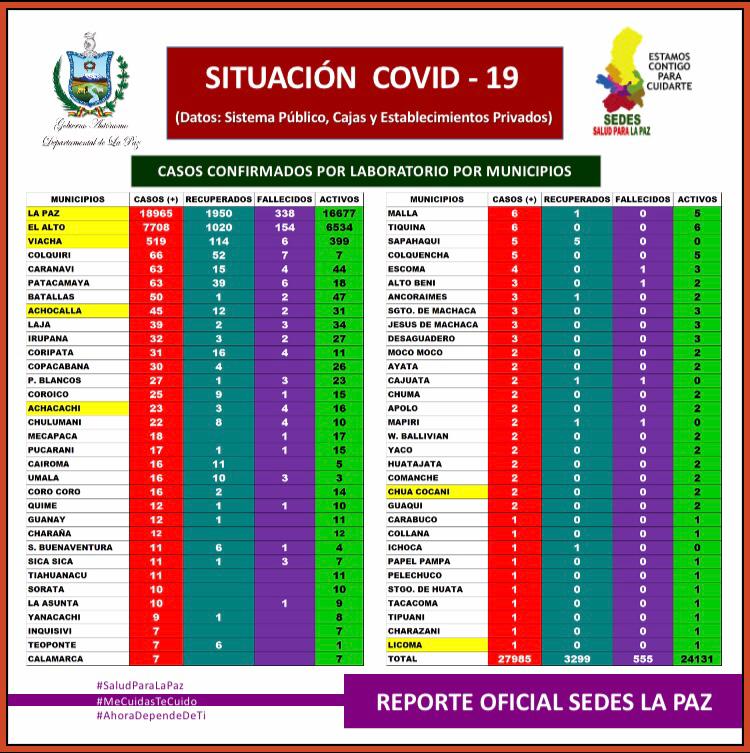 Gobierno Autónomo
Departamental de La Paz
SITUACIÓN COVID - 19
(Datos: Sistema Público, Cajas y Establecimientos Privados)
ESTAMOS
CONTIGO
PARA
CUIDARTE
SEDES
SALUD PARA LA PAZ
CASOS CONFIRMADOS POR LABORATORIO POR MUNICIPIOS
MUNICIPIOS CASOS (+) RECUPERADOS FALLECIDOS ACTIVOS
LA PAZ 18965 1950 338 16677
EL ALTO 7708 1020 154 6534
VIACHA 519 114 6 399
COLQUIRI 66 52 7 7
CARANAVI 63 15 4 44
PATACAMAYA 63 39 6 18
BATALLAS 50 1 2 47
ACHOCALLA 45 12 2 31
LAJA 39 2 3 34
IRUPANA 32 3 2 27
CORIPATA 31 16 4 11
COPACABANA 30 4 26
P. BLANCOS 27 1 3 23
COROICO 25 9 1 15
ACHACACHI 23 3 4 16
CHULUMANI 22 8 4 10
MECAPACA 18 1 17
PUCARANI 17 1 1 15
CAIROMA 16 11 5
UMALA 16 10 3 3
CORO CORO 16 2 14
QUIME 12 1 1 10
GUANAY 12 1 11
CHARAÑA 12 12
S. BUENAVENTURA 11 6 1 4
SICA SICA 11 1 3 7
TIAHUANACU 11 11
SORATA 10 10
LA ASUNTA 10 1 9
YANACACHI 9 1 8
INQUISIVI 7 7
TEOPONTE 7 6 1
CALAMARCA 7 7
MUNICIPIOS CASOS (+) RECUPERADOS FALLECIDOS ACTIVOS
MALLA 6 1 0 5
TIQUINA 6 0 0 6
SAPAHAQUI 5 5 0 0
COLQUENCHA 5 0 0 5
ESCOMA 4 0 1 3
ALTO BENI 3 0 1 2
ANCORAIMES 3 1 0 2
SGTO. DE MACHACA 3 0 0 3
JESUS DE MACHACA 3 0 0 3
DESAGUADERO 3 0 0 3
MOCO MOCO 2 0 0 2
AYATA 2 0 0 2
CAJUATA 2 1 1 0
CHUMA 2 0 0 2
APOLO 2 0 0 2
MAPIRI 2 1 1 0
W. BALLIVIAN 2 0 0 2
YACO 2 0 0 2
HUATAJATA 2 0 0 2
COMANCHE 2 0 0 2
CHUA COCANI 2 0 0 2
GUAQUI 2 0 0 2
CARABUCO 1 0 0 1
COLLANA 1 0 0 1
ICHOCA 1 1 0 0
PAPEL PAMPA 1 0 0 1
PELECHUCO 1 0 0 1
STGO. DE HUATA 1 0 0 1
TACACOMA 1 0 0 1
TIPUANI 1 0 0 1
CHARAZANI 1 0 0 1
LICOMA 1 0 0 1
TOTAL 27985 3299 555 24131
#SaludParaLaPaz
#MeCuidasTeCuido
#AhoraDependeDeTi
REPORTE OFICIAL SEDES LA PAZ